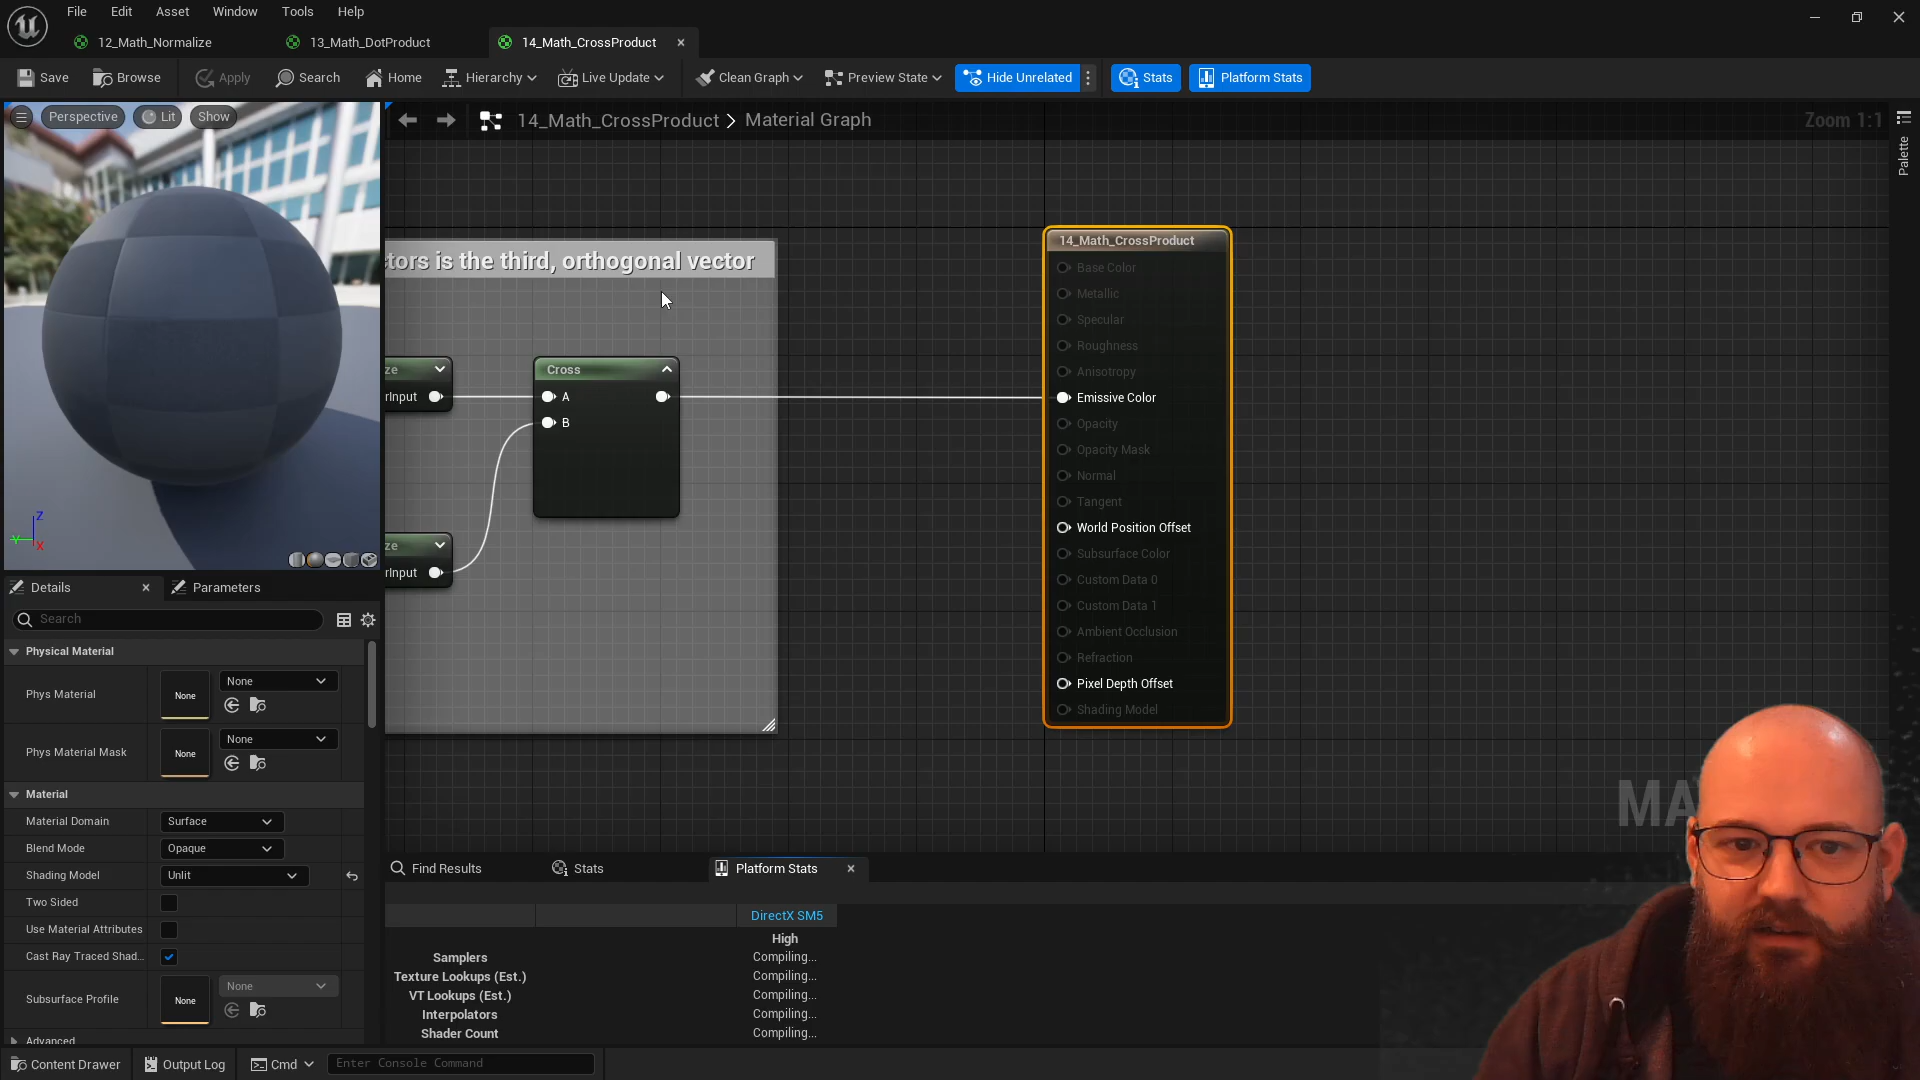 File Edit Asset Window Tools Help
12_Math_Normalize 13_Math_DotProduct 14_Math_CrossProduct
Save Browse Apply Search Home Hierarchy Live Update Clean Graph Preview State Hide Unrelated Stats Platform Stats
Perspective Lit Show
14_Math_CrossProduct > Material Graph
Zoom 1:1
Palette
ctors is the third, orthogonal vector
ze
rInput
Cross
A
B
ze
rInput
14_Math_CrossProduct
Base Color
Metallic
Specular
Roughness
Anisotropy
Emissive Color
Opacity
Opacity Mask
Normal
Tangent
World Position Offset
Subsurface Color
Custom Data 0
Custom Data 1
Ambient Occlusion
Refraction
Pixel Depth Offset
Shading Model
MA
Z
Y
X
Details Parameters
Search
Physical Material
Phys Material None None
Phys Material Mask None None
Material
Material Domain Surface
Blend Mode Opaque
Shading Model Unlit
Two Sided
Use Material Attributes
Cast Ray Traced Shad...
Subsurface Profile None None
Advanced
Find Results Stats Platform Stats
DirectX SM5
High
Samplers Compiling...
Texture Lookups (Est.) Compiling...
VT Lookups (Est.) Compiling...
Interpolators Compiling...
Shader Count Compiling...
Content Drawer Output Log Cmd Enter Console Command